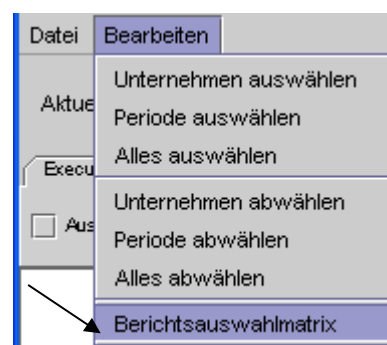 Datei Bearbeiten
Unternehmen auswählen
Aktue
Periode auswählen
Alles auswählen
Execu
Unternehmen abwählen
Aus
Periode abwählen
Alles abwählen
Berichtsauswahlmatrix